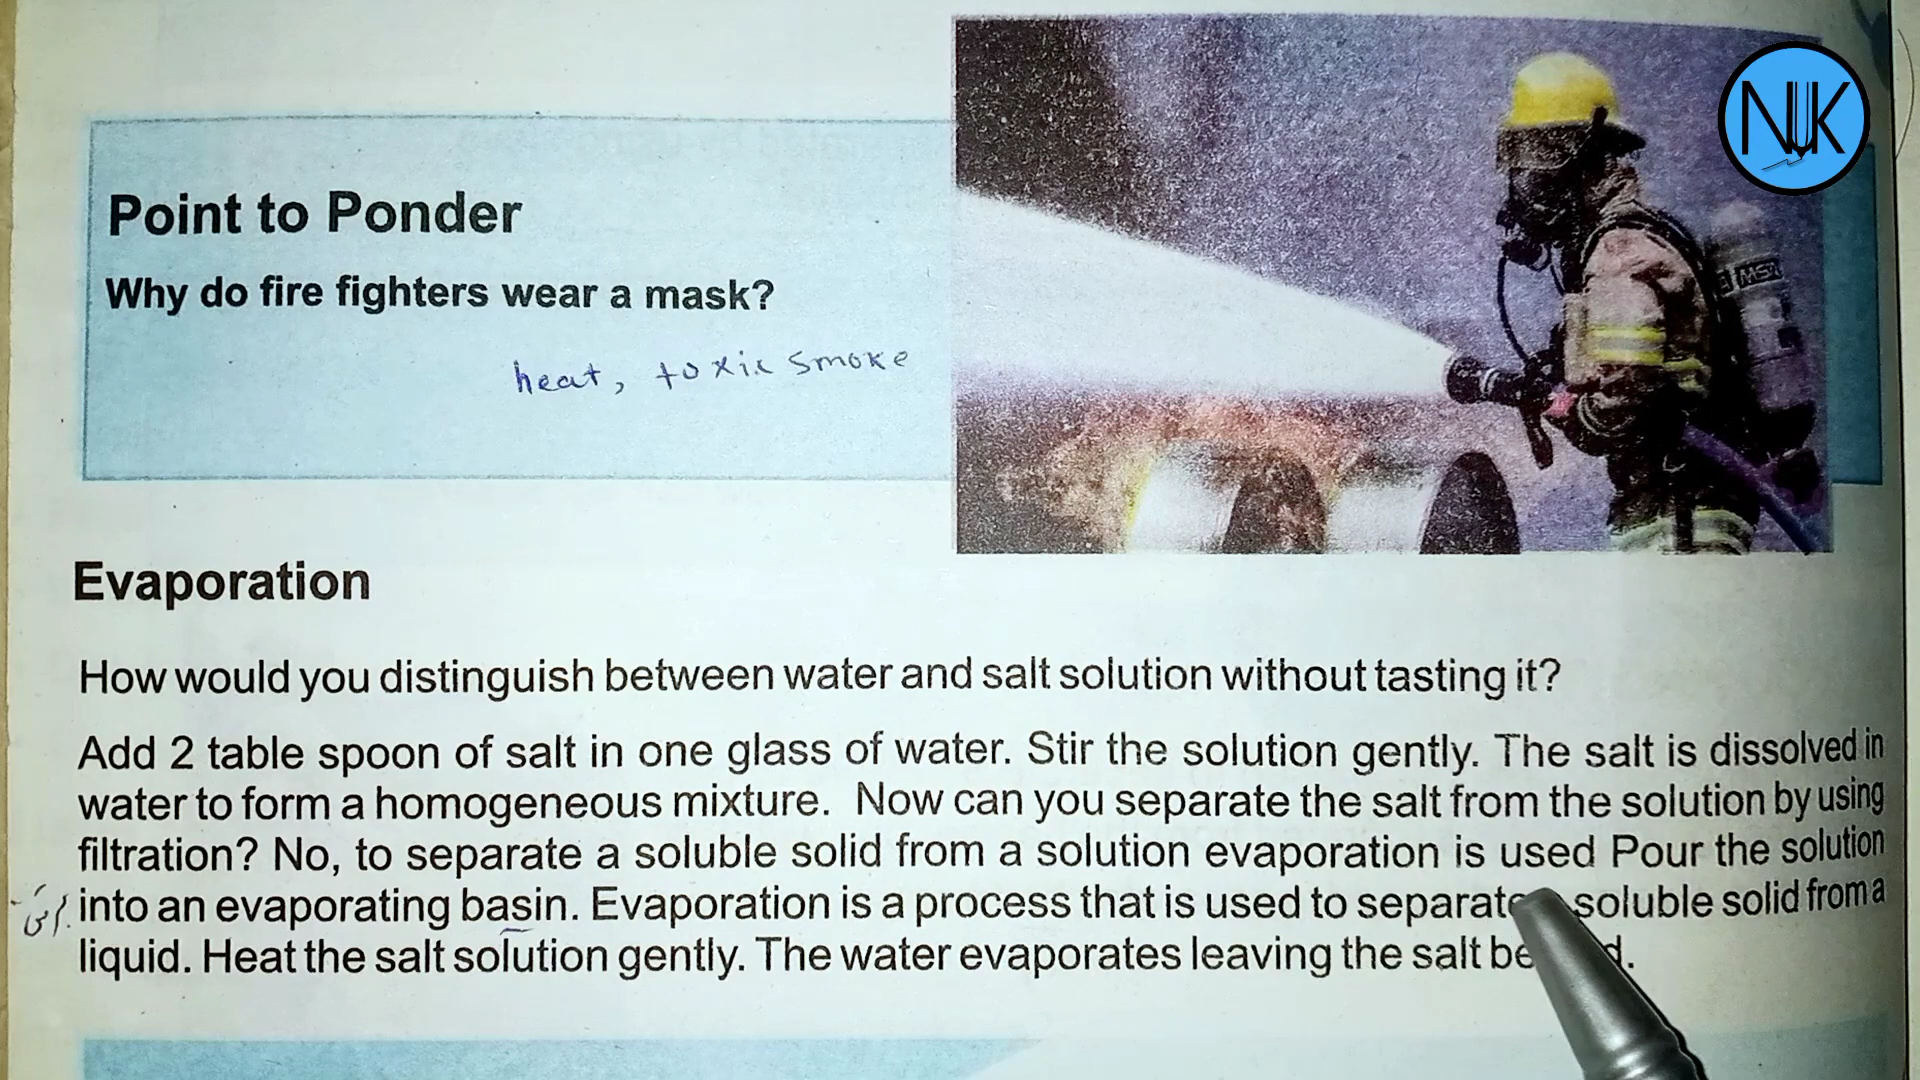 NK
Point to Ponder
Why do fire fighters wear a mask?
heat, toxic smoke
MSA
Evaporation
How would you distinguish between water and salt solution without tasting it?
Add 2 table spoon of salt in one glass of water. Stir the solution gently. The salt is dissolved in
water to form a homogeneous mixture. Now can you separate the salt from the solution by using
filtration? No, to separate a soluble solid from a solution evaporation is used Pour the solution
into an evaporating basin. Evaporation is a process that is used to separate soluble solid from a
liquid. Heat the salt solution gently. The water evaporates leaving the salt